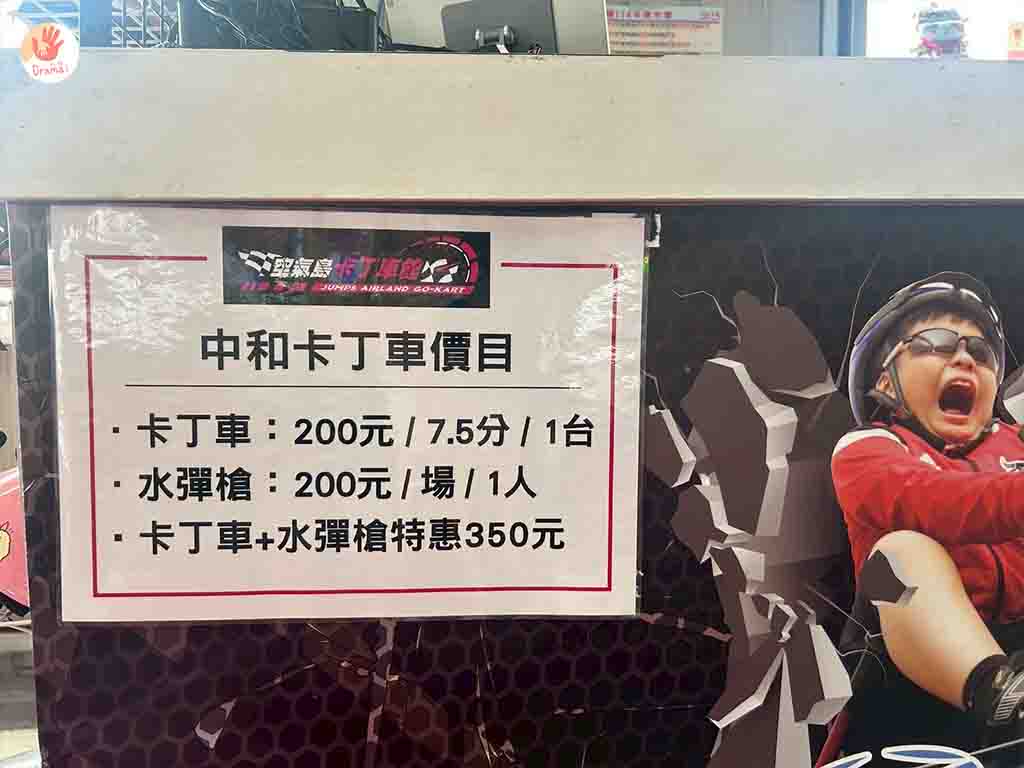 Drama
空氣島卡丁車館
JUMPS AIRLAND GO-KART
中和卡丁車價目
· 卡丁車：200元 / 7.5分 / 1台
· 水彈槍：200元 / 場 / 1人
· 卡丁車+水彈槍特惠350元